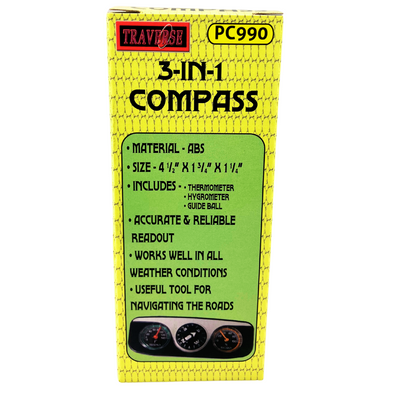 TRAVERSE
PC990
3-IN-1
COMPASS
• MATERIAL - ABS
• SIZE - 4 1/2" X 1 3/4" X 1 1/4"
• INCLUDES - • THERMOMETER
• HYGROMETER
• GUIDE BALL
• ACCURATE & RELIABLE
READOUT
• WORKS WELL IN ALL
WEATHER CONDITIONS
• USEFUL TOOL FOR
NAVIGATING THE ROADS